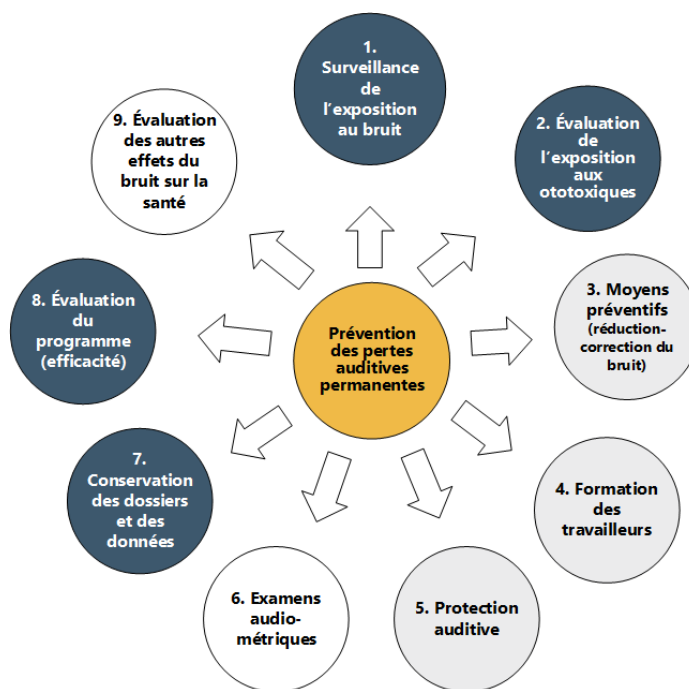 1.
Surveillance
de
l'exposition
au bruit
2. Évaluation
de
l'exposition
aux
ototoxiques
3. Moyens
préventifs
(réduction-
correction du
bruit)
4. Formation
des
travailleurs
5. Protection
auditive
6. Examens
audio-
métriques
7.
Conservation
des dossiers
et des
données
8. Évaluation
du
programme
(efficacité)
9. Évaluation
des autres
effets du
bruit sur la
santé
Prévention
des pertes
auditives
permanentes